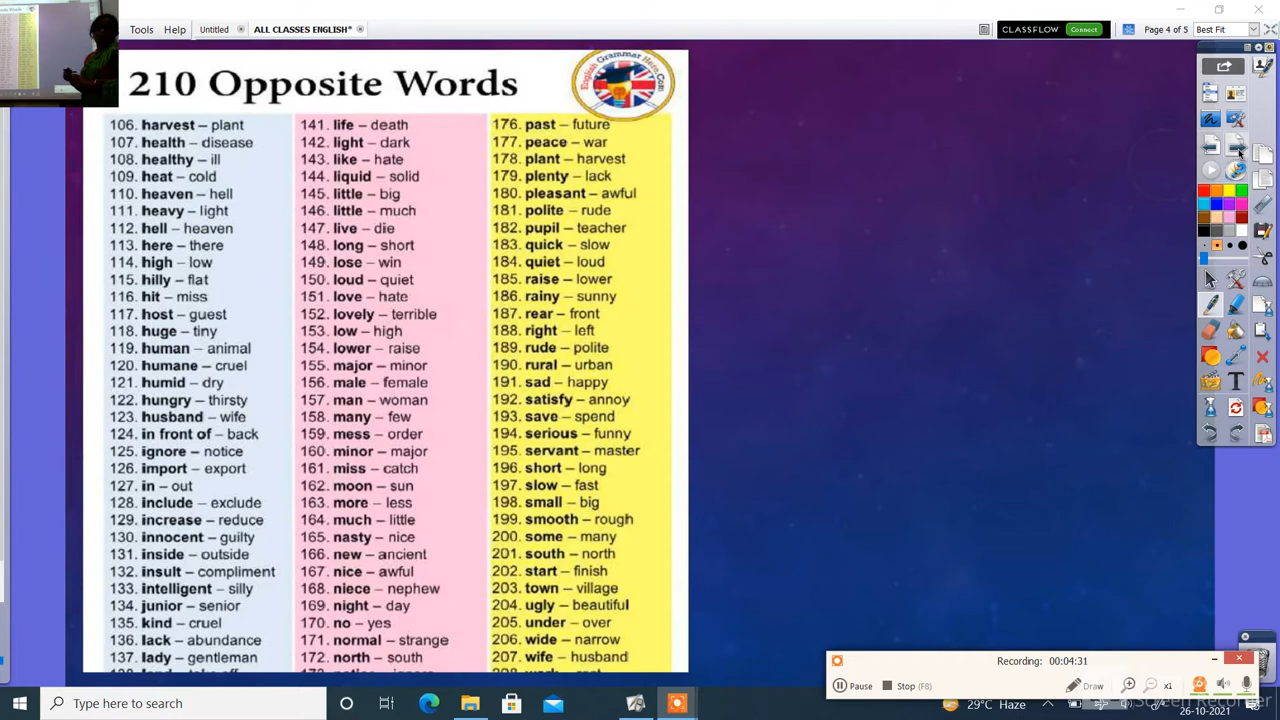 Tools Help Untitled ALL CLASSES ENGLISH* CLASSFLOW Connect Page 4 of 5 Best Fit
210 Opposite Words
English Grammar Here.Com
106. harvest – plant
107. health – disease
108. healthy – ill
109. heat – cold
110. heaven – hell
111. heavy – light
112. hell – heaven
113. here – there
114. high – low
115. hilly – flat
116. hit – miss
117. host – guest
118. huge – tiny
119. human – animal
120. humane – cruel
121. humid – dry
122. hungry – thirsty
123. husband – wife
124. in front of – back
125. ignore – notice
126. import – export
127. in – out
128. include – exclude
129. increase – reduce
130. innocent – guilty
131. inside – outside
132. insult – compliment
133. intelligent – silly
134. junior – senior
135. kind – cruel
136. lack – abundance
137. lady – gentleman
141. life – death
142. light – dark
143. like – hate
144. liquid – solid
145. little – big
146. little – much
147. live – die
148. long – short
149. lose – win
150. loud – quiet
151. love – hate
152. lovely – terrible
153. low – high
154. lower – raise
155. major – minor
156. male – female
157. man – woman
158. many – few
159. mess – order
160. minor – major
161. miss – catch
162. moon – sun
163. more – less
164. much – little
165. nasty – nice
166. new – ancient
167. nice – awful
168. niece – nephew
169. night – day
170. no – yes
171. normal – strange
172. north – south
176. past – future
177. peace – war
178. plant – harvest
179. plenty – lack
180. pleasant – awful
181. polite – rude
182. pupil – teacher
183. quick – slow
184. quiet – loud
185. raise – lower
186. rainy – sunny
187. rear – front
188. right – left
189. rude – polite
190. rural – urban
191. sad – happy
192. satisfy – annoy
193. save – spend
194. serious – funny
195. servant – master
196. short – long
197. slow – fast
198. small – big
199. smooth – rough
200. some – many
201. south – north
202. start – finish
203. town – village
204. ugly – beautiful
205. under – over
206. wide – narrow
207. wife – husband
Recording: 00:04:31
Pause Stop (F8) Draw x1
Type here to search
29°C Haze
26-10-2021